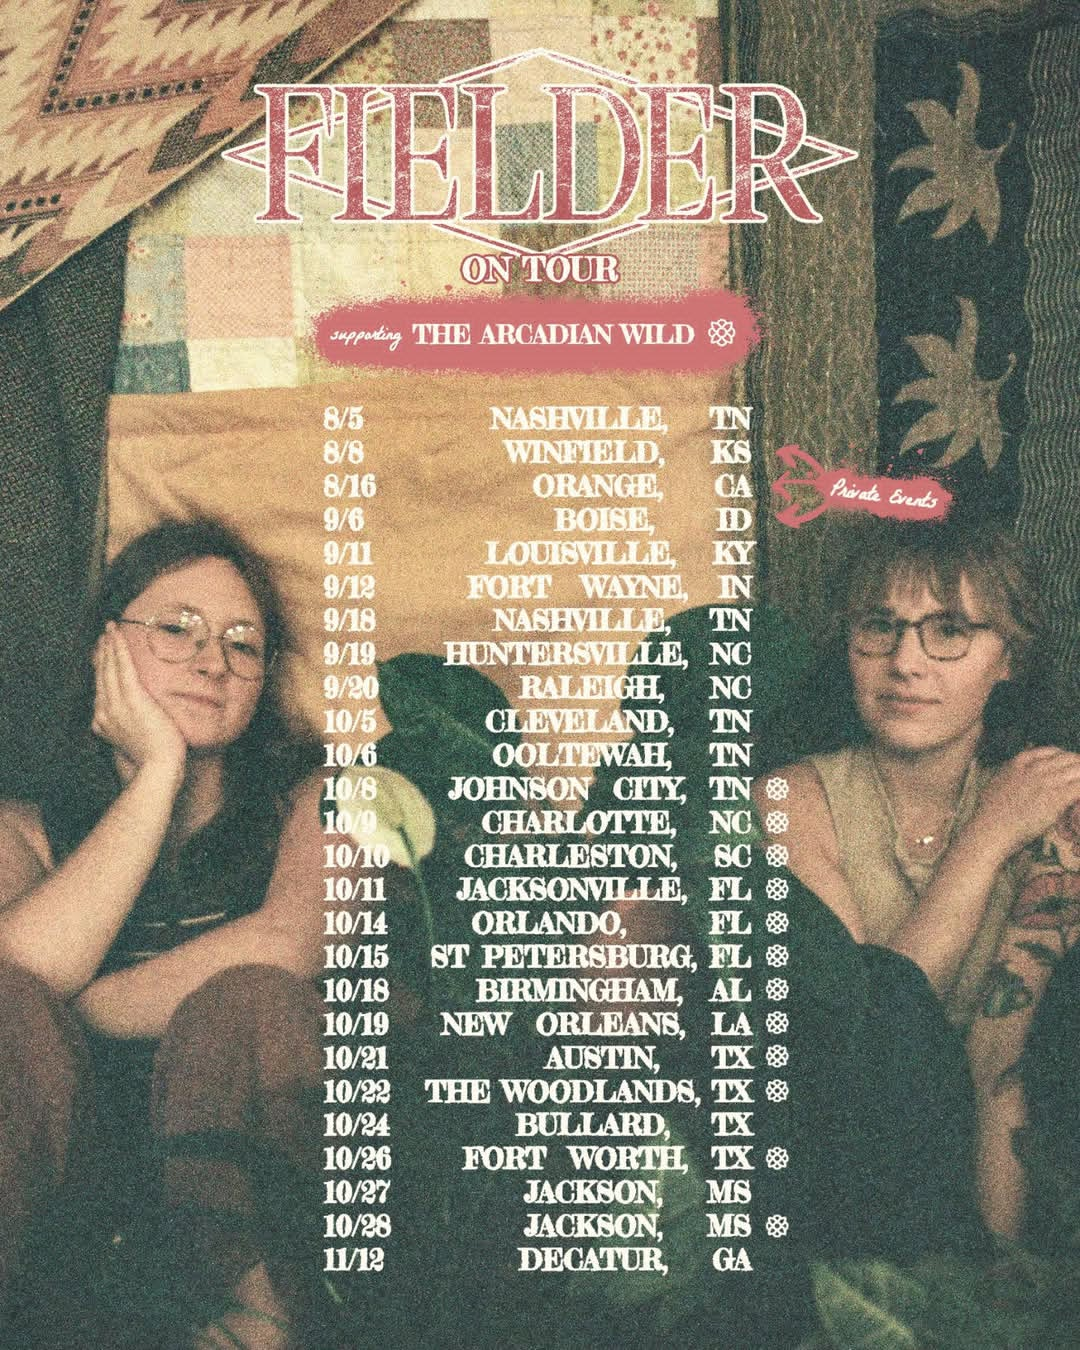 FIELDER
ON TOUR
supporting THE ARCADIAN WILD
8/5 NASHVILLE, TN
8/8 WINFIELD, KS
8/16 ORANGE, CA
Private Events
9/6 BOISE, ID
9/11 LOUISVILLE, KY
9/12 FORT WAYNE, IN
9/18 NASHVILLE, TN
9/19 HUNTERSVILLE, NC
9/20 RALEIGH, NC
10/5 CLEVELAND, TN
10/6 OOLTEWAH, TN
10/8 JOHNSON CITY, TN
10/9 CHARLOTTE, NC
10/10 CHARLESTON, SC
10/11 JACKSONVILLE, FL
10/14 ORLANDO, FL
10/15 ST PETERSBURG, FL
10/18 BIRMINGHAM, AL
10/19 NEW ORLEANS, LA
10/21 AUSTIN, TX
10/22 THE WOODLANDS, TX
10/24 BULLARD, TX
10/26 FORT WORTH, TX
10/27 JACKSON, MS
10/28 JACKSON, MS
11/12 DECATUR, GA